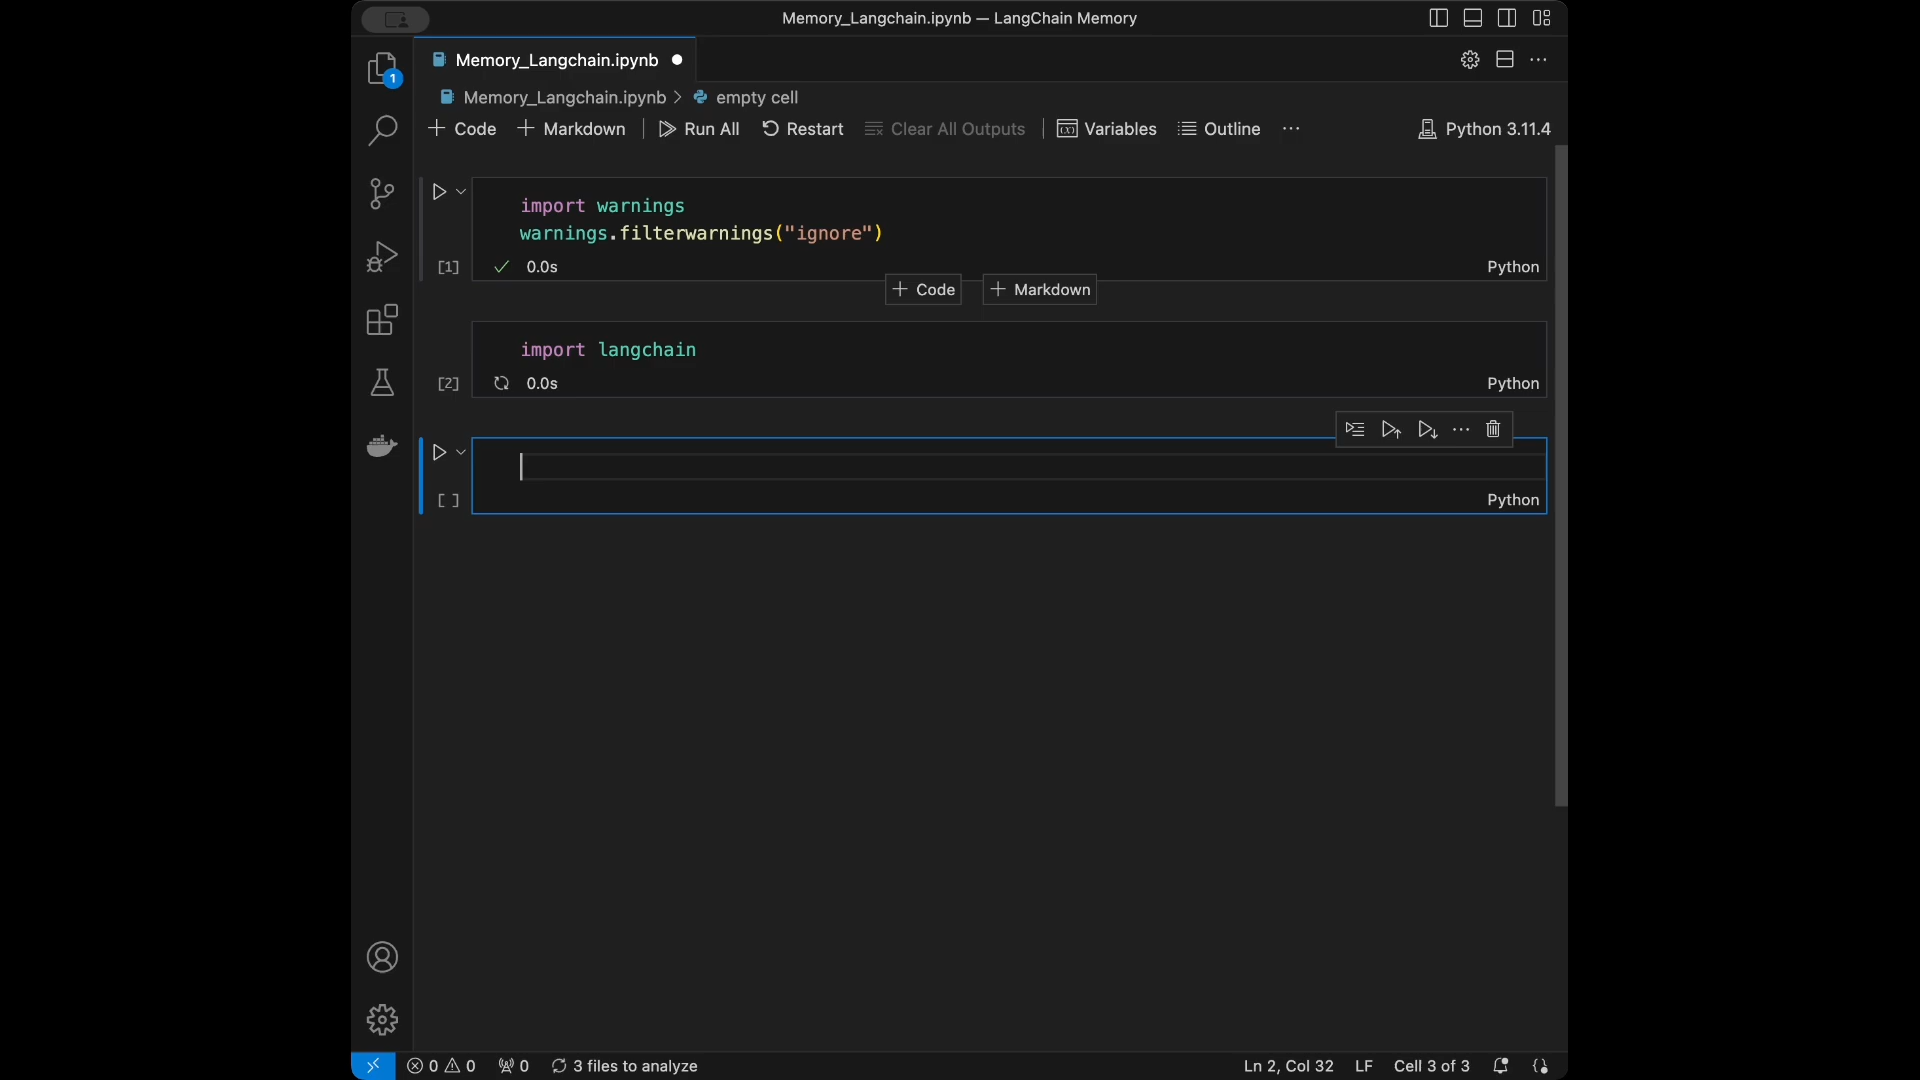 Memory_Langchain.ipynb — LangChain Memory
Memory_Langchain.ipynb
1
Memory_Langchain.ipynb > empty cell
+ Code + Markdown Run All Restart Clear All Outputs (x) Variables Outline ··· Python 3.11.4
import warnings
warnings.filterwarnings("ignore")
[1] 0.0s Python
+ Code + Markdown
import langchain
[2] 0.0s Python
[ ] Python
0 0 0 3 files to analyze Ln 2, Col 32 LF Cell 3 of 3